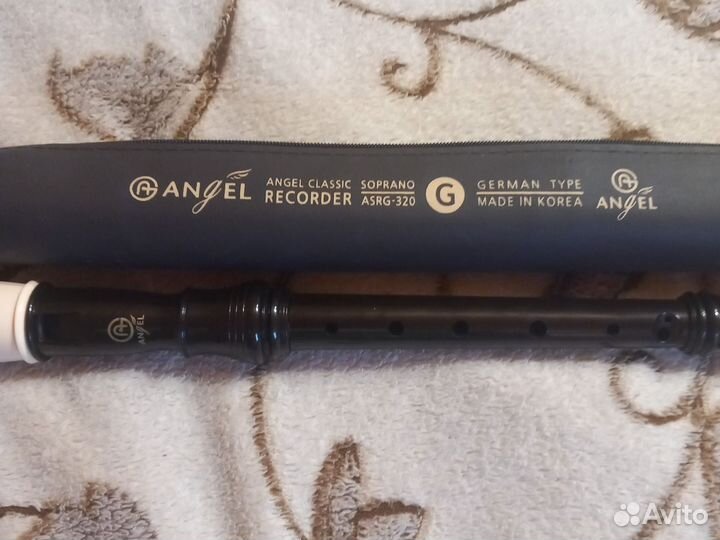 ANGEL
ANGEL CLASSIC
RECORDER
SOPRANO
ASRG-320
G
GERMAN TYPE
MADE IN KOREA
ANGEL
ANGEL
Avito